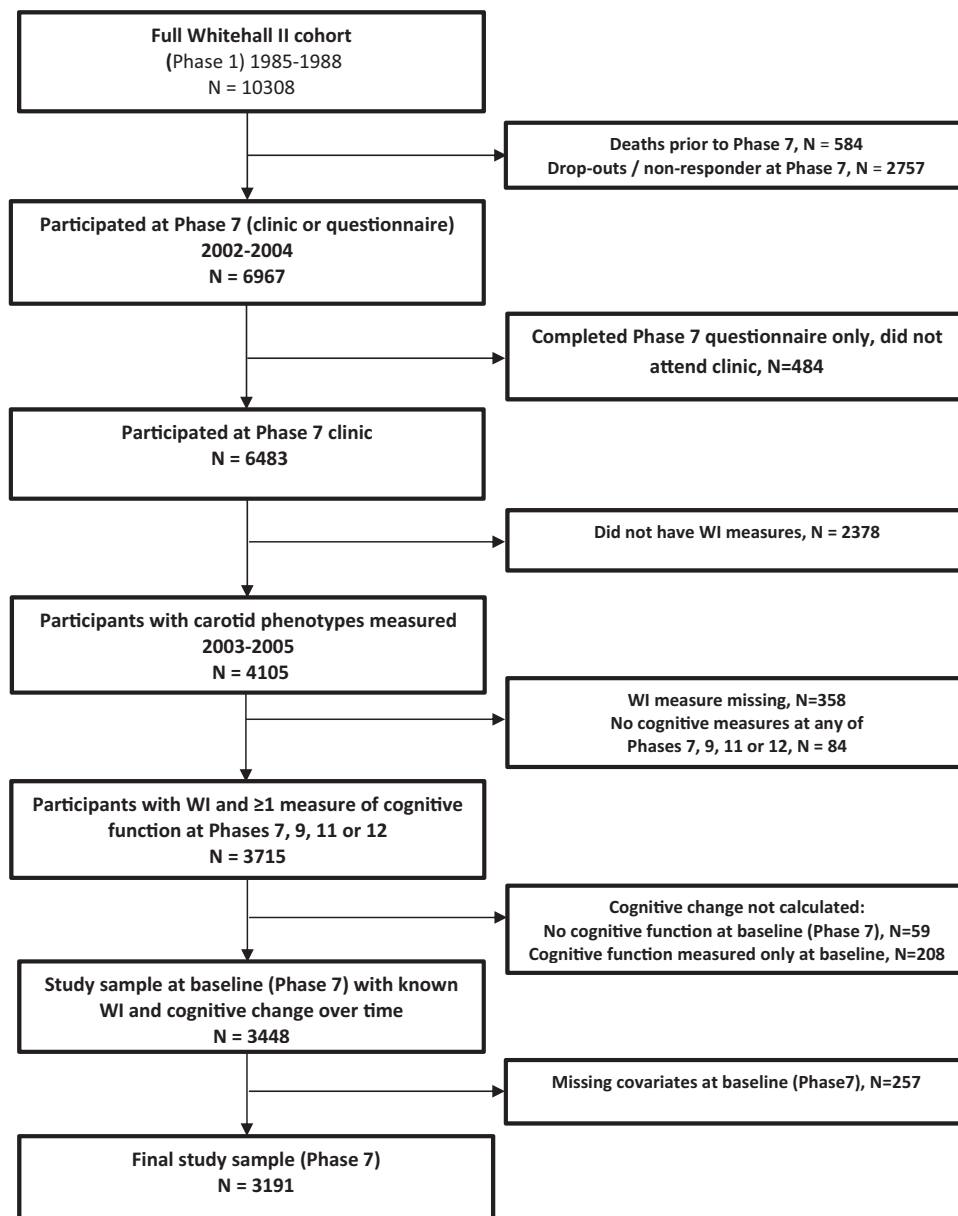 Full Whitehall II cohort
(Phase 1) 1985-1988
N = 10308
Deaths prior to Phase 7, N = 584
Drop-outs / non-responder at Phase 7, N = 2757
Participated at Phase 7 (clinic or questionnaire)
2002-2004
N = 6967
Completed Phase 7 questionnaire only, did not
attend clinic, N=484
Participated at Phase 7 clinic
N = 6483
Did not have WI measures, N = 2378
Participants with carotid phenotypes measured
2003-2005
N = 4105
WI measure missing, N=358
No cognitive measures at any of
Phases 7, 9, 11 or 12, N = 84
Participants with WI and ≥1 measure of cognitive
function at Phases 7, 9, 11 or 12
N = 3715
Cognitive change not calculated:
No cognitive function at baseline (Phase 7), N=59
Cognitive function measured only at baseline, N=208
Study sample at baseline (Phase 7) with known
WI and cognitive change over time
N = 3448
Missing covariates at baseline (Phase7), N=257
Final study sample (Phase 7)
N = 3191